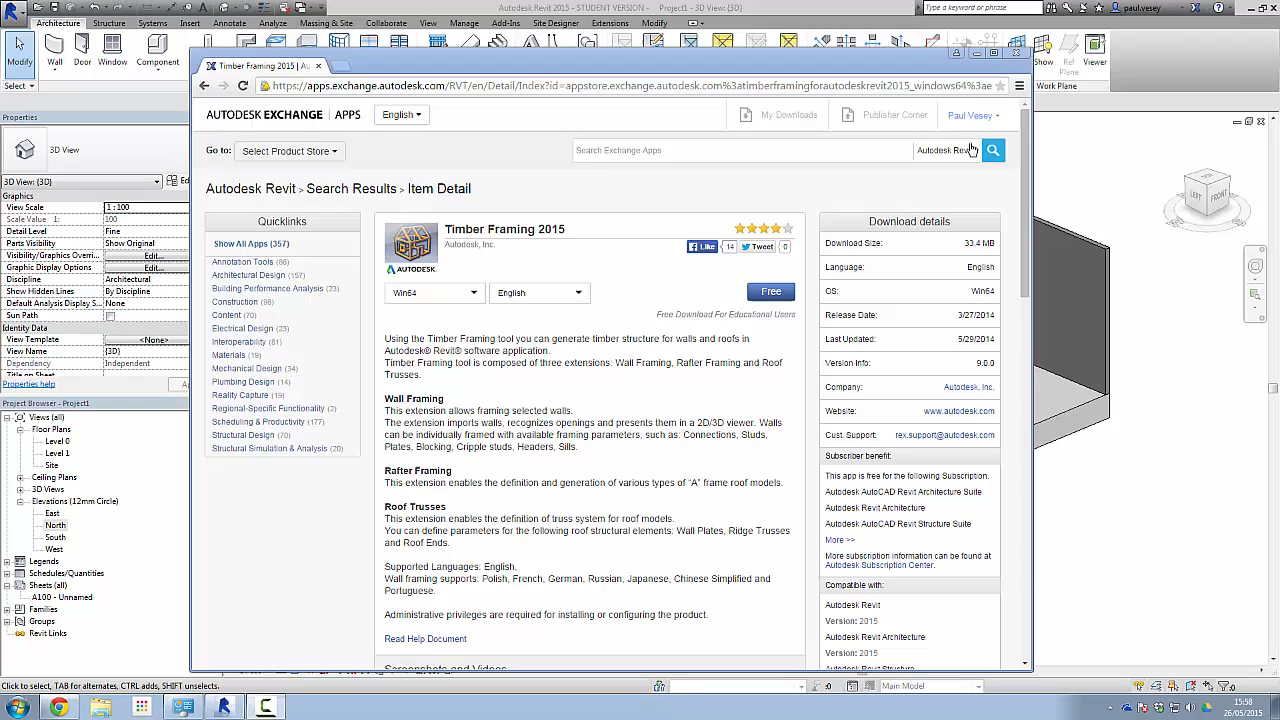 Autodesk Revit 2015 - STUDENT VERSION - Project1 - 3D View: {3D}
Type a keyword or phrase
paulvesey
Architecture Structure Systems Insert Annotate Analyze Massing & Site Collaborate View Manage Add-Ins Site Designer Extensions Modify
Modify
Wall
Door
Window
Component
Show
Ref
Plane
Viewer
Select
Work Plane
Timber Framing 2015 | Au
https://apps.exchange.autodesk.com/RVT/en/Detail/Index?id=appstore.exchange.autodesk.com%3atimberframingforautodeskrevit2015_windows64%3ae
AUTODESK EXCHANGE | APPS
English
My Downloads
Publisher Corner
Paul Vesey
Go to:
Select Product Store
Search Exchange Apps
Autodesk Revit
Autodesk Revit > Search Results > Item Detail
Quicklinks
Show All Apps (357)
Annotation Tools (66)
Architectural Design (157)
Building Performance Analysis (23)
Construction (98)
Content (70)
Electrical Design (23)
Interoperability (81)
Materials (19)
Mechanical Design (34)
Plumbing Design (14)
Reality Capture (19)
Regional-Specific Functionality (2)
Scheduling & Productivity (177)
Structural Design (70)
Structural Simulation & Analysis (20)
Timber Framing 2015
Autodesk, Inc.
AUTODESK.
Like 14 Tweet 0
Win64
English
Free
Free Download For Educational Users
Using the Timber Framing tool you can generate timber structure for walls and roofs in
Autodesk® Revit® software application.
Timber Framing tool is composed of three extensions: Wall Framing, Rafter Framing and Roof
Trusses.
Wall Framing
This extension allows framing selected walls.
The extension imports walls, recognizes openings and presents them in a 2D/3D viewer. Walls
can be individually framed with available framing parameters, such as: Connections, Studs,
Plates, Blocking, Cripple studs, Headers, Sills.
Rafter Framing
This extension enables the definition and generation of various types of “A” frame roof models.
Roof Trusses
This extension enables the definition of truss system for roof models.
You can define parameters for the following roof structural elements: Wall Plates, Ridge Trusses
and Roof Ends.
Supported Languages: English,
Wall framing supports: Polish, French, German, Russian, Japanese, Chinese Simplified and
Portuguese.
Administrative privileges are required for installing or configuring the product.
Read Help Document
Screenshots and Videos
Download details
Download Size: 33.4 MB
Language: English
OS: Win64
Release Date: 3/27/2014
Last Updated: 5/29/2014
Version Info: 9.0.0
Company: Autodesk, Inc.
Website: www.autodesk.com
Cust. Support: rex.support@autodesk.com
Subscriber benefit:
This app is free for the following Subscription.
Autodesk AutoCAD Revit Architecture Suite
Autodesk Revit Architecture
Autodesk AutoCAD Revit Structure Suite
More >>
More subscription information can be found at
Autodesk Subscription Center.
Compatible with:
Autodesk Revit
Version: 2015
Autodesk Revit Architecture
Version: 2015
Autodesk Revit Structure
Properties
3D View
3D View: {3D}
Graphics
View Scale 1 : 100
Scale Value 1: 100
Detail Level Fine
Parts Visibility Show Original
Visibility/Graphics Overr... Edit...
Graphic Display Options Edit...
Discipline Architectural
Show Hidden Lines By Discipline
Default Analysis Display S... None
Sun Path
Identity Data
View Template <None>
View Name {3D}
Dependency Independent
Properties help
Project Browser - Project1
Views (all)
Floor Plans
Level 0
Level 1
Site
Ceiling Plans
3D Views
Elevations (12mm Circle)
East
North
South
West
Legends
Schedules/Quantities
Sheets (all)
A100 - Unnamed
Families
Groups
Revit Links
LEFT
FRONT
Click to select, TAB for alternates, CTRL adds, SHIFT unselects.
:0
Main Model
:0
15:58
26/05/2015